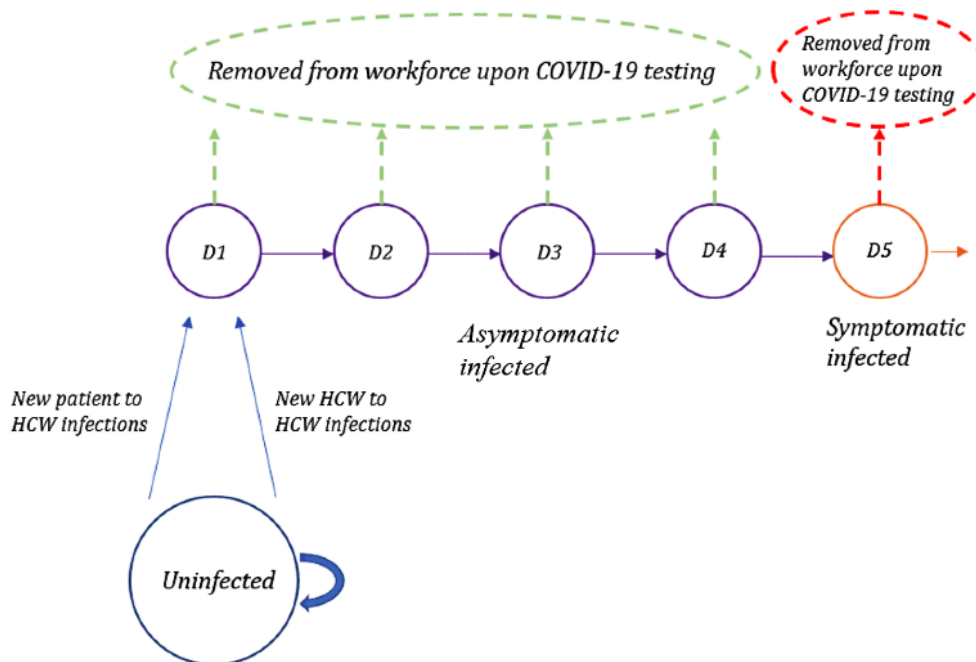 Removed from workforce upon COVID-19 testing
Removed from
workforce upon
COVID-19 testing
D1
D2
D3
D4
D5
Asymptomatic
infected
Symptomatic
infected
New patient to
HCW infections
New HCW to
HCW infections
Uninfected